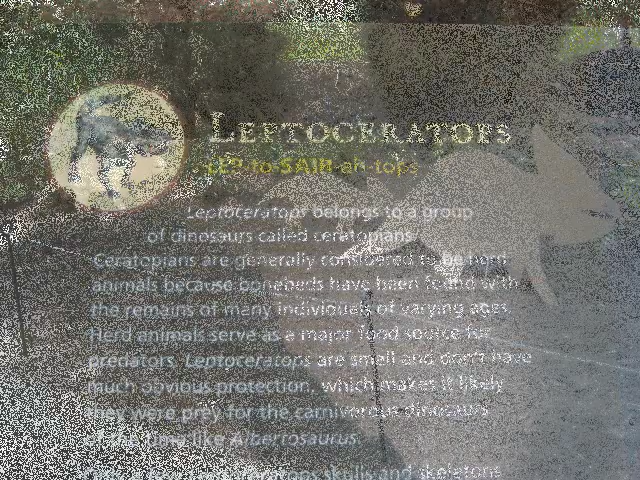 LEPTOCERATOPS
LEP-to-SAIR-ah-tops
Leptoceratops belongs to a group
of dinosaurs called ceratopians.
Ceratopians are generally considered to be herd
animals because bonebeds have been found with
the remains of many individuals of varying ages.
Herd animals serve as a major food source for
predators. Leptoceratops are small and don't have
much obvious protection, which makes it likely
they were prey for the carnivorous dinosaurs
of the time like Albertosaurus.
skulls and skeletons